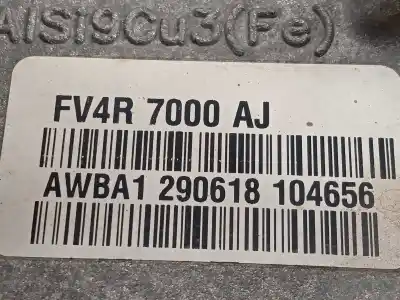 AlSi9Cu3(Fe)
FV4R 7000 AJ
AWBA1 290618 104656